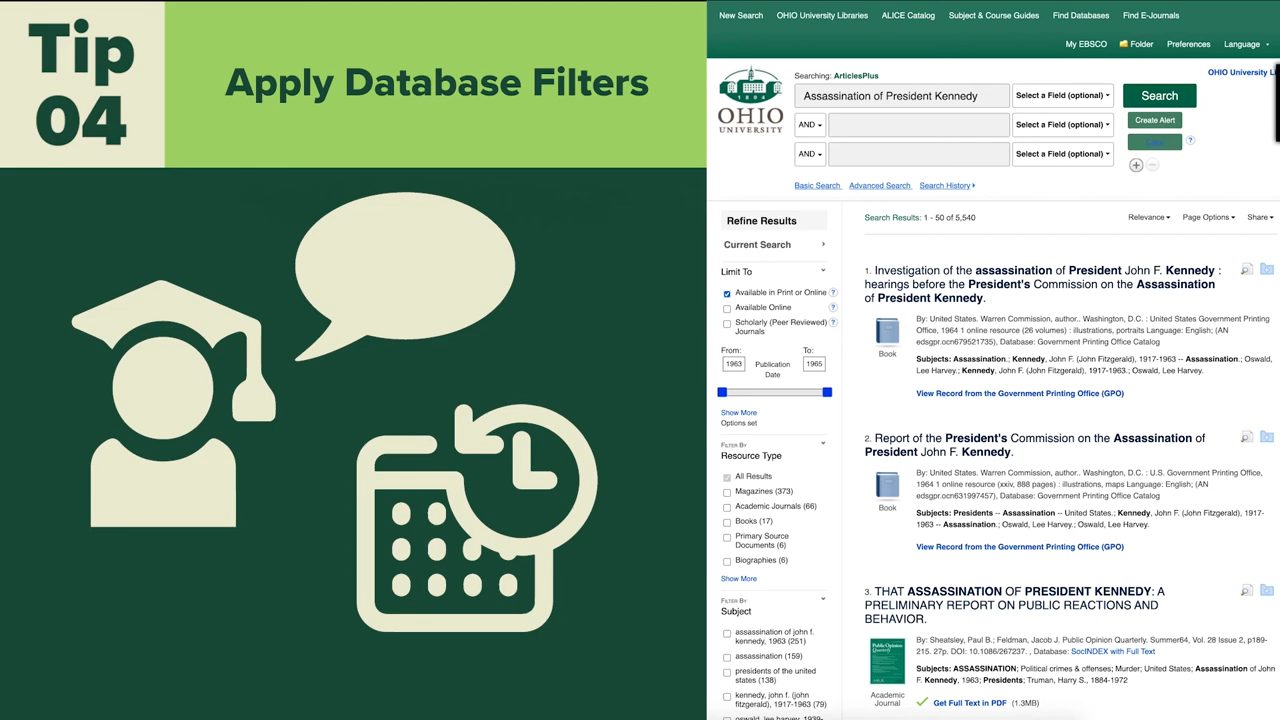 Tip
04
Apply Database Filters
New Search OHIO University Libraries ALICE Catalog Subject & Course Guides Find Databases Find E-Journals
My EBSCO Folder Preferences Language
OHIO University
1804
OHIO
UNIVERSITY
Searching: ArticlesPlus
Assassination of President Kennedy Select a Field (optional) Search
AND Select a Field (optional) Create Alert
AND Select a Field (optional) ?
Basic Search Advanced Search Search History
Refine Results
Current Search
Limit To
Available in Print or Online ?
Available Online ?
Scholarly (Peer Reviewed) ?
Journals
From: To:
1963 Publication 1965
Date
Show More
Options set
Filter By
Resource Type
All Results
Magazines (373)
Academic Journals (66)
Books (17)
Primary Source
Documents (6)
Biographies (6)
Show More
Filter By
Subject
assassination of john f.
kennedy, 1963 (251)
assassination (159)
presidents of the united
states (138)
kennedy, john f. (john
fitzgerald), 1917-1963 (79)
oswald, lee harvey, 1939-
Search Results: 1 - 50 of 5,540 Relevance Page Options Share
1. Investigation of the assassination of President John F. Kennedy :
hearings before the President's Commission on the Assassination
of President Kennedy.
Book
By: United States. Warren Commission, author.. Washington, D.C. : United States Government Printing
Office, 1964 1 online resource (26 volumes) : illustrations, portraits Language: English; (AN
edsgpr.ocn679521735), Database: Government Printing Office Catalog
Subjects: Assassination.; Kennedy, John F. (John Fitzgerald), 1917-1963 -- Assassination.; Oswald,
Lee Harvey.; Kennedy, John F. (John Fitzgerald), 1917-1963.; Oswald, Lee Harvey.
View Record from the Government Printing Office (GPO)
2. Report of the President's Commission on the Assassination of
President John F. Kennedy.
Book
By: United States. Warren Commission, author.. Washington, D.C. : U.S. Government Printing Office,
1964 1 online resource (xxiv, 888 pages) : illustrations, maps Language: English; (AN
edsgpr.ocn631997457), Database: Government Printing Office Catalog
Subjects: Presidents -- Assassination -- United States.; Kennedy, John F. (John Fitzgerald), 1917-
1963 -- Assassination.; Oswald, Lee Harvey.; Oswald, Lee Harvey.
View Record from the Government Printing Office (GPO)
3. THAT ASSASSINATION OF PRESIDENT KENNEDY: A
PRELIMINARY REPORT ON PUBLIC REACTIONS AND
BEHAVIOR.
Public Opinion
Quarterly
Academic
Journal
By: Sheatsley, Paul B.; Feldman, Jacob J. Public Opinion Quarterly. Summer64, Vol. 28 Issue 2, p189-
215. 27p. DOI: 10.1086/267237. , Database: SocINDEX with Full Text
Subjects: ASSASSINATION; Political crimes & offenses; Murder; United States; Assassination of John
F. Kennedy, 1963; Presidents; Truman, Harry S., 1884-1972
Get Full Text in PDF (1.3MB)